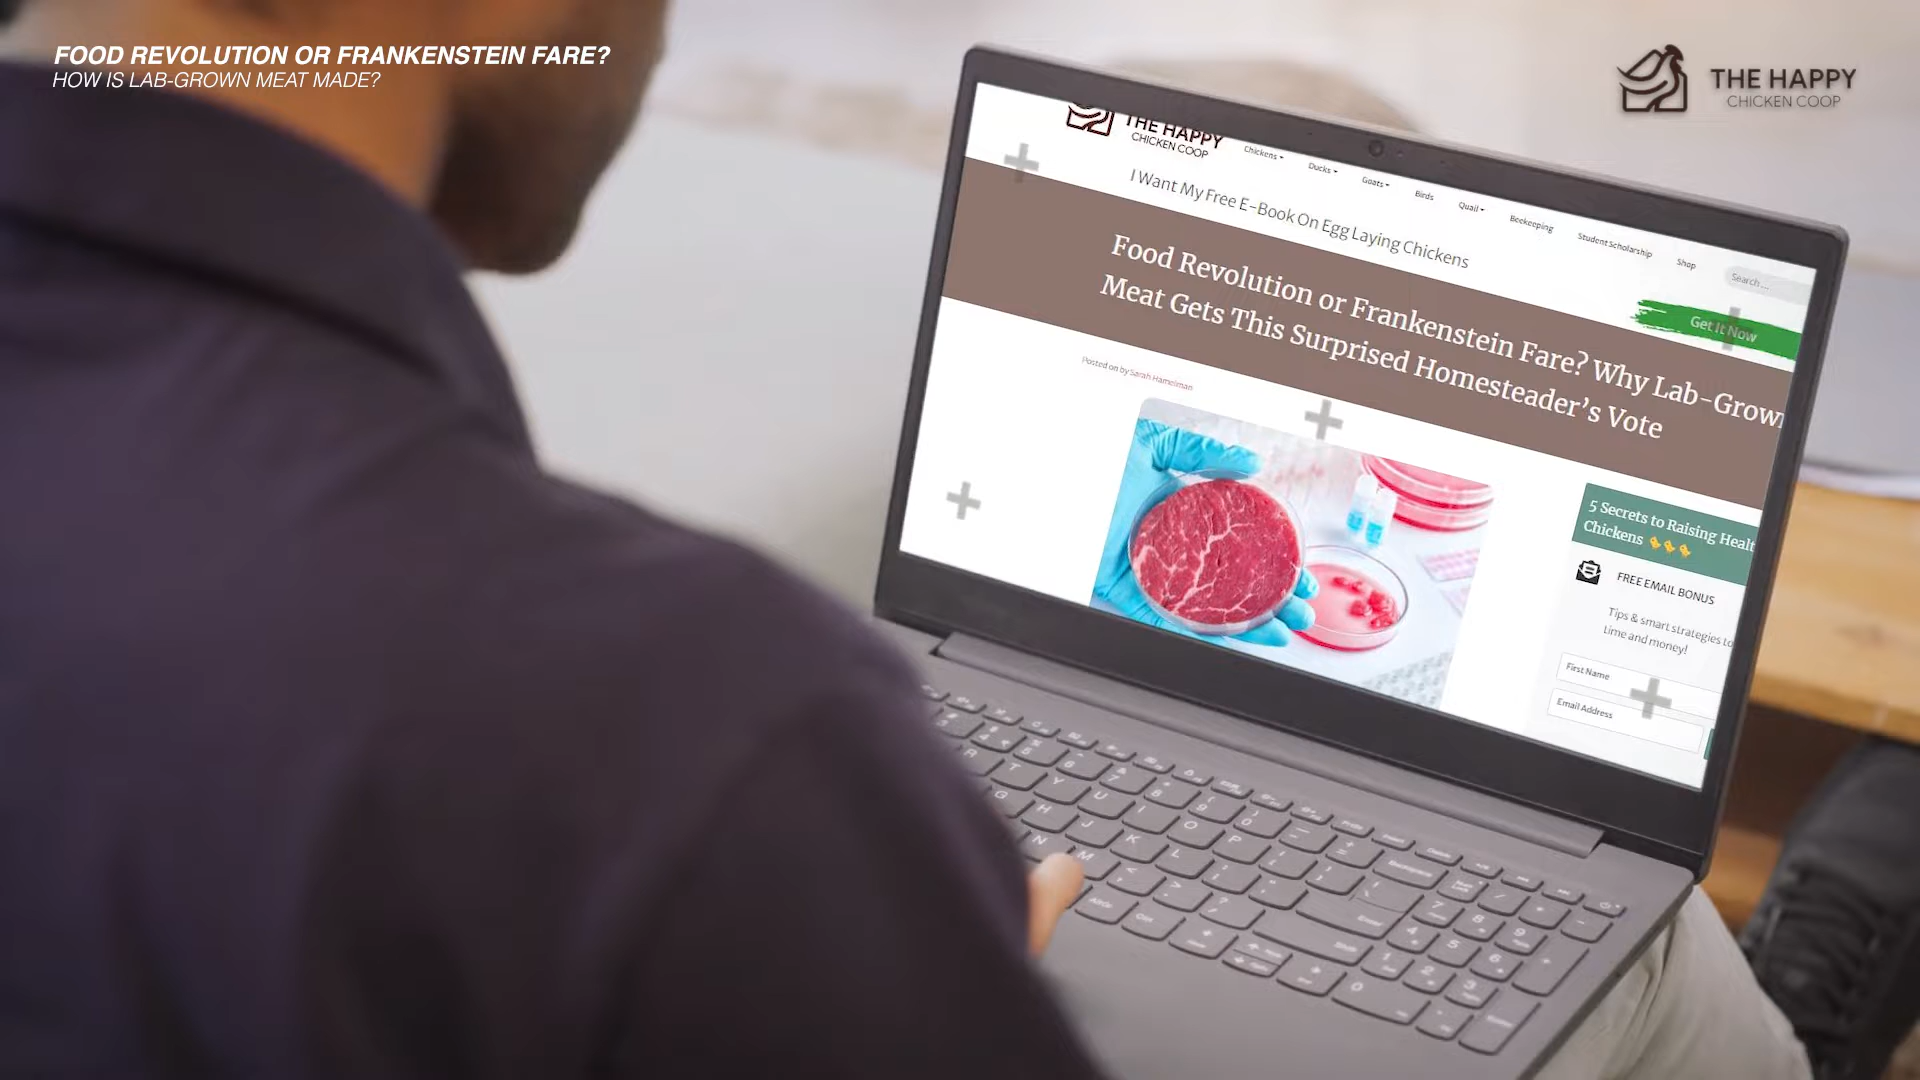 FOOD REVOLUTION OR FRANKENSTEIN FARE?
HOW IS LAB-GROWN MEAT MADE?
THE HAPPY
CHICKEN COOP
THE HAPPY
CHICKEN COOP
Chickens
Ducks
Goats
Birds
Quail
Beekeeping
Student Scholarship
Shop
Search ...
I Want My Free E-Book On Egg Laying Chickens
Get It Now
Food Revolution or Frankenstein Fare? Why Lab-Grown
Meat Gets This Surprised Homesteader's Vote
Posted on by Sarah Hamelman
5 Secrets to Raising Healt
Chickens 🐤🐤🐤
FREE EMAIL BONUS
Tips & smart strategies to
time and money!
First Name
Email Address